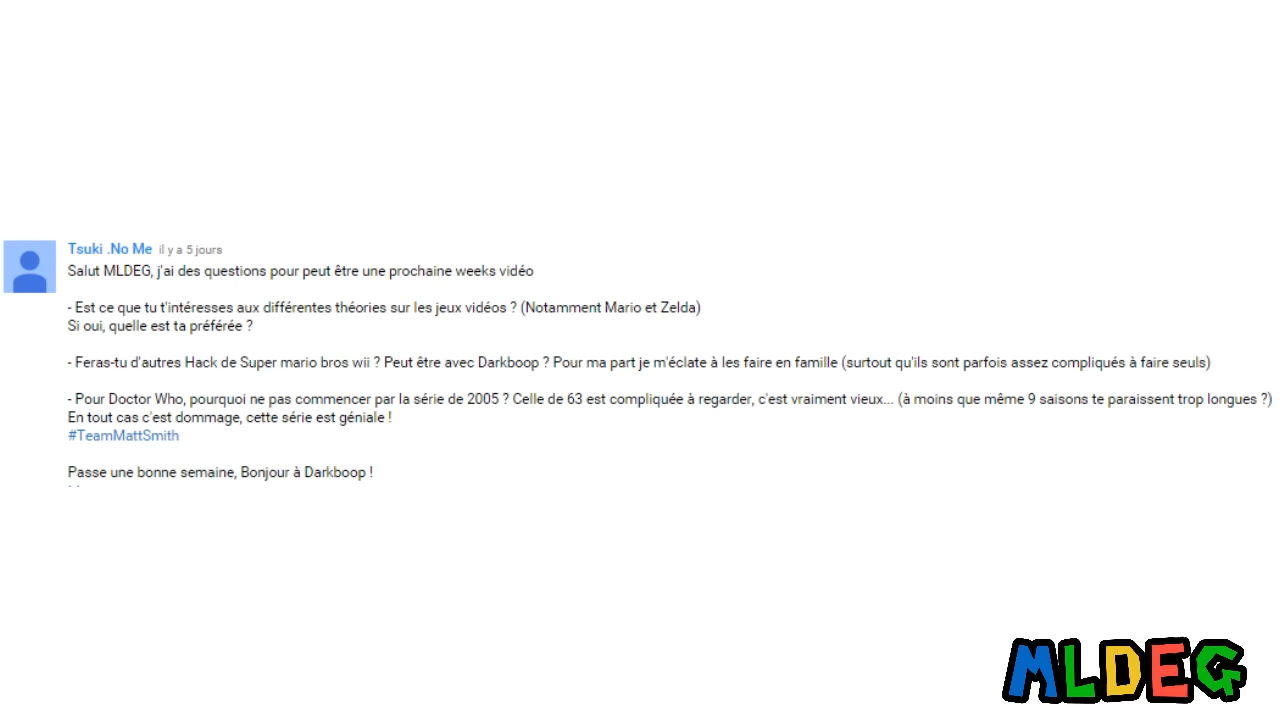 Tsuki .No Me il y a 5 jours
Salut MLDEG, j'ai des questions pour peut être une prochaine weeks vidéo
- Est ce que tu t'intéresses aux différentes théories sur les jeux vidéos ? (Notamment Mario et Zelda)
Si oui, quelle est ta préférée ?
- Feras-tu d'autres Hack de Super mario bros wii ? Peut être avec Darkboop ? Pour ma part je m'éclate à les faire en famille (surtout qu'ils sont parfois assez compliqués à faire seuls)
- Pour Doctor Who, pourquoi ne pas commencer par la série de 2005 ? Celle de 63 est compliquée à regarder, c'est vraiment vieux... (à moins que même 9 saisons te paraissent trop longues ?)
En tout cas c'est dommage, cette série est géniale !
#TeamMattSmith
Passe une bonne semaine, Bonjour à Darkboop !
MLDEG